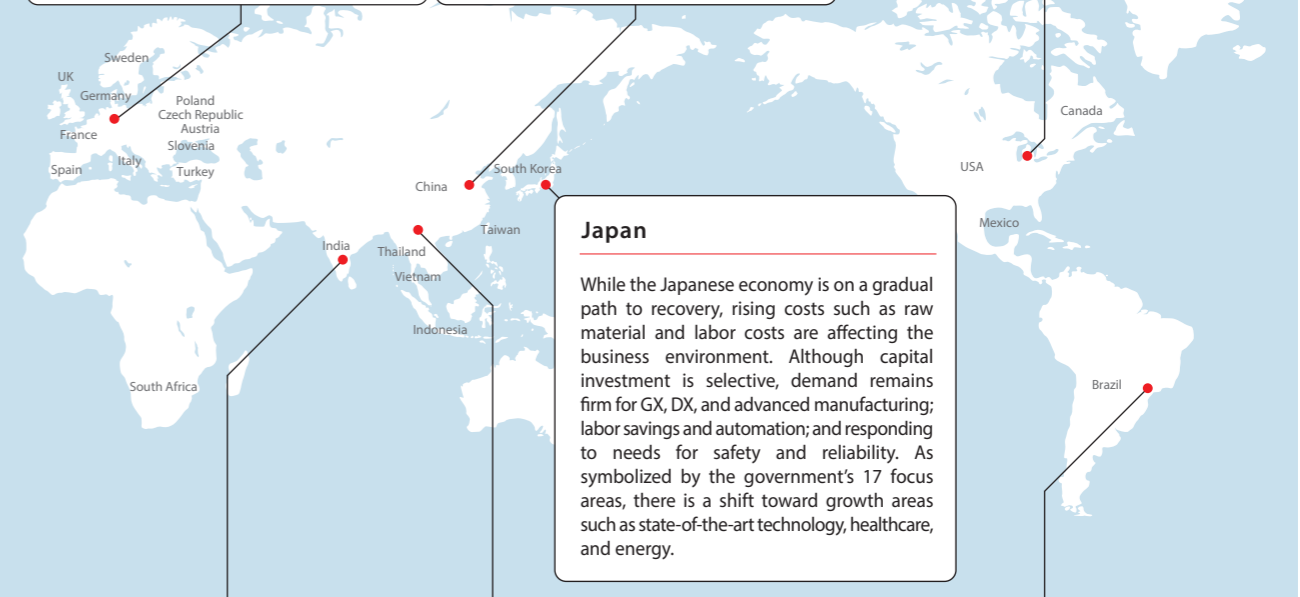 Sweden
UK
Germany
Poland
Czech Republic
Austria
France
Slovenia
Italy
Spain
Turkey
China
South Korea
Taiwan
India
Thailand
Vietnam
Indonesia
South Africa
Japan
While the Japanese economy is on a gradual
path to recovery, rising costs such as raw
material and labor costs are affecting the
business environment. Although capital
investment is selective, demand remains
firm for GX, DX, and advanced manufacturing;
labor savings and automation; and responding
to needs for safety and reliability. As
symbolized by the government's 17 focus
areas, there is a shift toward growth areas
such as state-of-the-art technology, healthcare,
and energy.
Canada
USA
Mexico
Brazil